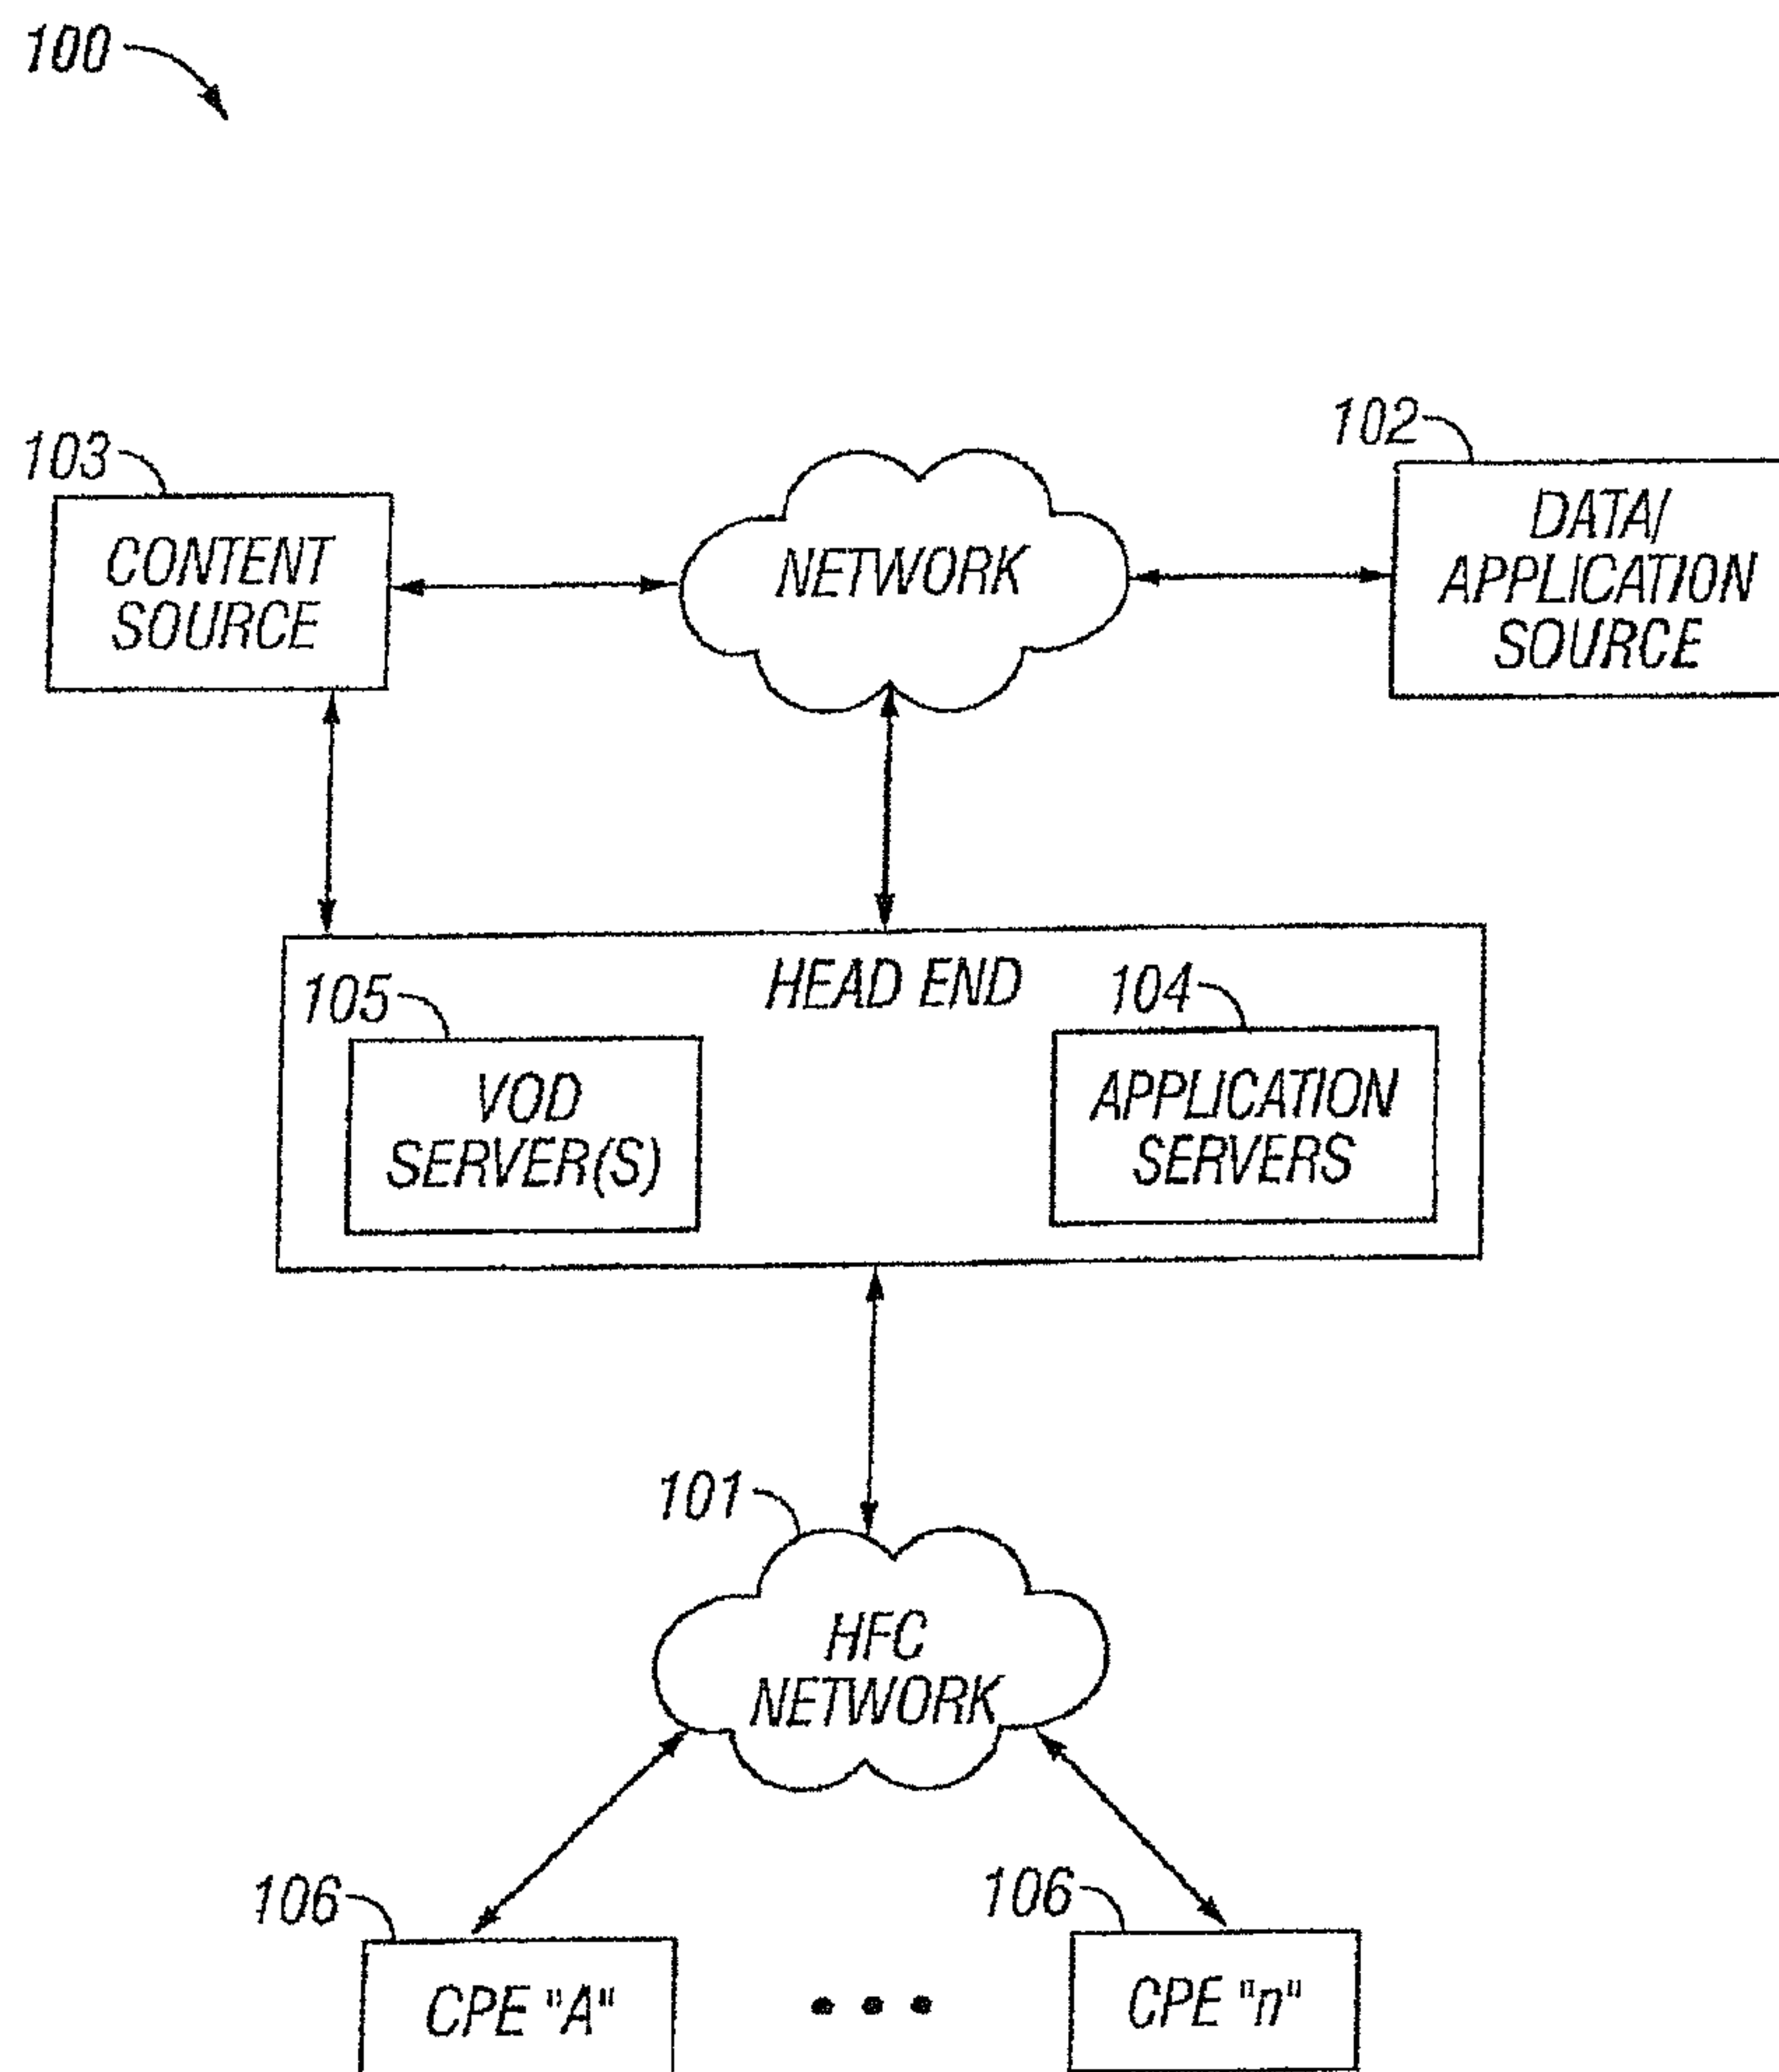 100
103
102
CONTENT
SOURCE
NETWORK
DATA/
APPLICATION
SOURCE
HEAD END
105
104
VOD
SERVER(S)
APPLICATION
SERVERS
101
HFC
NETWORK
106
106
CPE "A"
CPE "n"